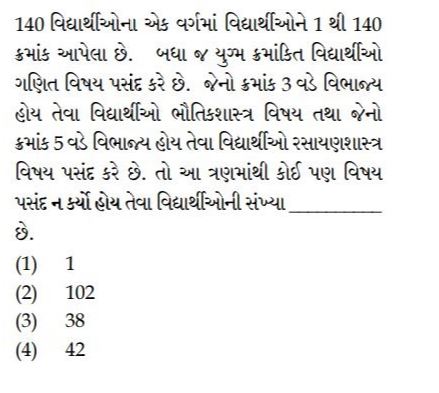 140 વિદ્યાર્થીઓના એક વર્ગમાં વિદ્યાર્થીઓને 1 થી 140
ક્રમાંક આપેલા છે. બધા જ યુગ્મ ક્રમાંકિત વિદ્યાર્થીઓ
ગણિત વિષય પસંદ કરે છે. જેનો ક્રમાંક 3 વડે વિભાજ્ય
હોય તેવા વિદ્યાર્થીઓ ભૌતિકશાસ્ત્ર વિષય તથા જેનો
ક્રમાંક 5 વડે વિભાજ્ય હોય તેવા વિદ્યાર્થીઓ રસાયણશાસ્ત્ર
વિષય પસંદ કરે છે. તો આ ત્રણમાંથી કોઈ પણ વિષય
પસંદ ન કર્યો હોય તેવા વિદ્યાર્થીઓની સંખ્યા __________
છે.
(1) 1
(2) 102
(3) 38
(4) 42